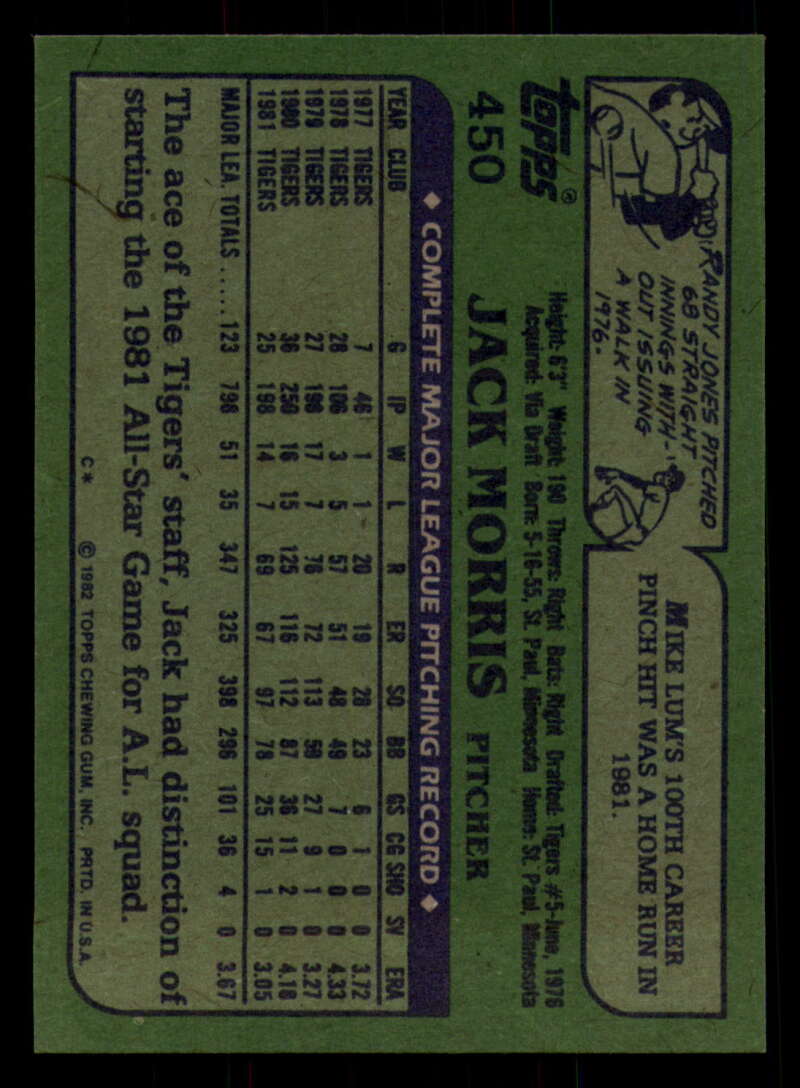 RANDY JONES PITCHED
68 STRAIGHT
INNINGS WITH-
OUT ISSUING
A WALK IN
1976.
MIKE LUM'S 100TH CAREER
PINCH HIT WAS A HOME RUN IN
1981.
Topps®
450 JACK MORRIS PITCHER
Height: 6'3" Weight: 190 Throws: Right Bats: Right Drafted: Tigers #5-June, 1976
Acquired: Via Draft Born: 5-16-55, St. Paul, Minnesota Home: St. Paul, Minnesota
◆ COMPLETE MAJOR LEAGUE PITCHING RECORD ◆
YEAR CLUB G IP W L R ER SO BB GS CG SHO SV ERA
1977 TIGERS 7 46 1 1 20 19 28 23 6 1 0 0 3.72
1978 TIGERS 28 106 3 5 57 51 48 49 7 0 0 0 4.33
1979 TIGERS 27 198 17 7 76 72 113 59 27 9 1 0 3.27
1980 TIGERS 36 250 16 15 125 116 112 87 36 11 2 0 4.18
1981 TIGERS 25 198 14 7 69 67 97 78 25 15 1 0 3.05
MAJOR LEA. TOTALS ..... 123 798 51 35 347 325 398 296 101 36 4 0 3.67
The ace of the Tigers' staff, Jack had distinction of
starting the 1981 All-Star Game for A.L. squad.
C* © 1982 TOPPS CHEWING GUM, INC. PRTD. IN U.S.A.